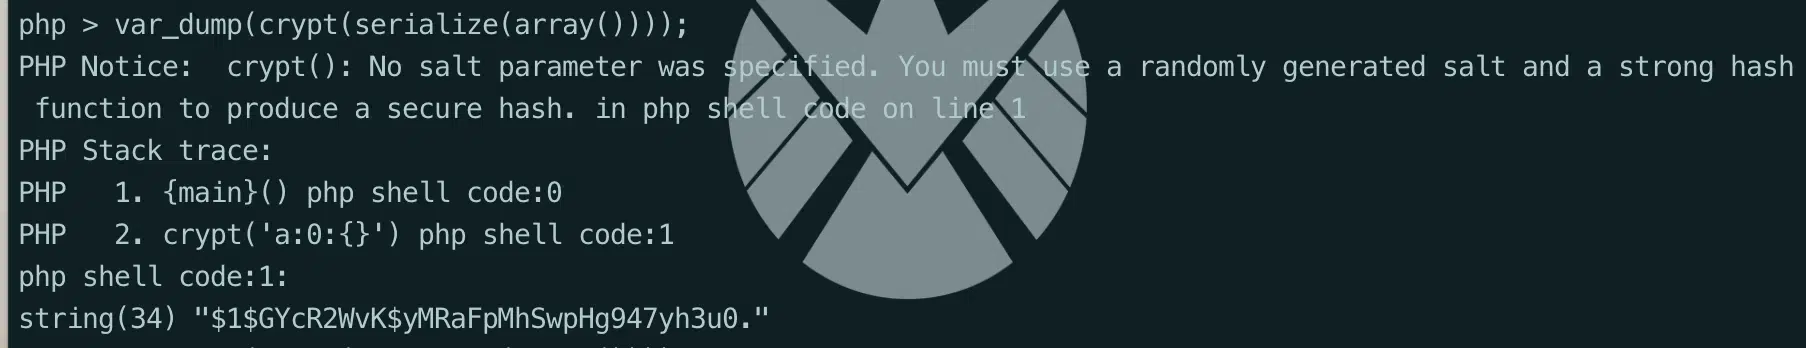 php > var_dump(crypt(serialize(array())));
PHP Notice:  crypt(): No salt parameter was specified. You must use a randomly generated salt and a strong hash
 function to produce a secure hash. in php shell code on line 1
PHP Stack trace:
PHP   1. {main}() php shell code:0
PHP   2. crypt('a:0:{}') php shell code:1
php shell code:1:
string(34) "$1$GYcR2WvK$yMRaFpMhSwpHg947yh3u0."